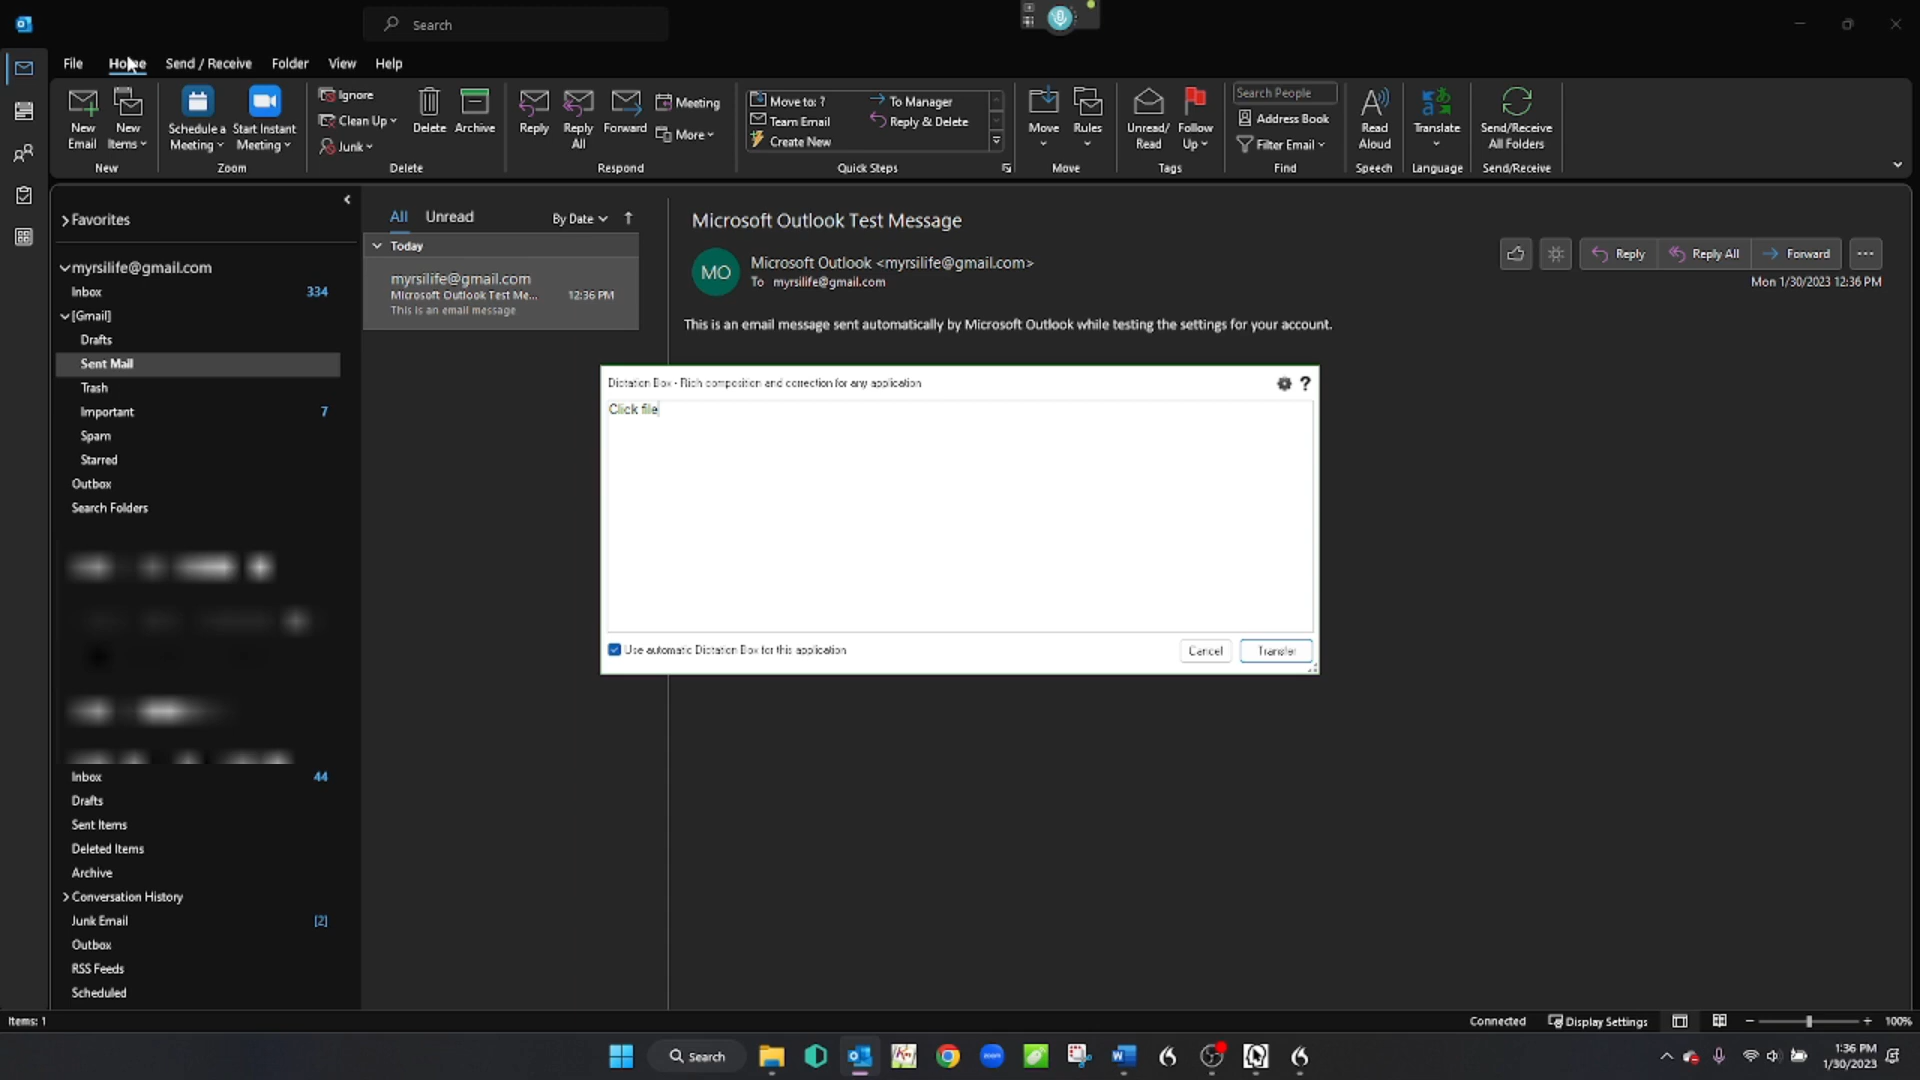 Search
File Home Send / Receive Folder View Help
New Email
New Items
New
Schedule a Meeting
Start Instant Meeting
Zoom
Ignore
Clean Up
Junk
Delete
Archive
Delete
Reply
Reply All
Forward
Meeting
More
Respond
Move to: ?
Team Email
Create New
To Manager
Reply & Delete
Quick Steps
Move
Rules
Move
Unread/ Read
Follow Up
Tags
Search People
Address Book
Filter Email
Find
Read Aloud
Speech
Translate
Language
Send/Receive All Folders
Send/Receive
Favorites
myrsilife@gmail.com
Inbox 334
[Gmail]
Drafts
Sent Mail
Trash
Important 7
Spam
Starred
Outbox
Search Folders
Inbox 44
Drafts
Sent Items
Deleted Items
Archive
Conversation History
Junk Email [2]
Outbox
RSS Feeds
Scheduled
All Unread By Date
Today
myrsilife@gmail.com
Microsoft Outlook Test Me... 12:36 PM
This is an email message
Microsoft Outlook Test Message
MO
Microsoft Outlook <myrsilife@gmail.com>
To myrsilife@gmail.com
Reply Reply All Forward
Mon 1/30/2023 12:36 PM
This is an email message sent automatically by Microsoft Outlook while testing the settings for your account.
Dictation Box - Rich composition and correction for any application
Click file
Use automatic Dictation Box for this application
Cancel Transfer
Items: 1
Connected Display Settings 100%
Search
zoom
1:36 PM
1/30/2023